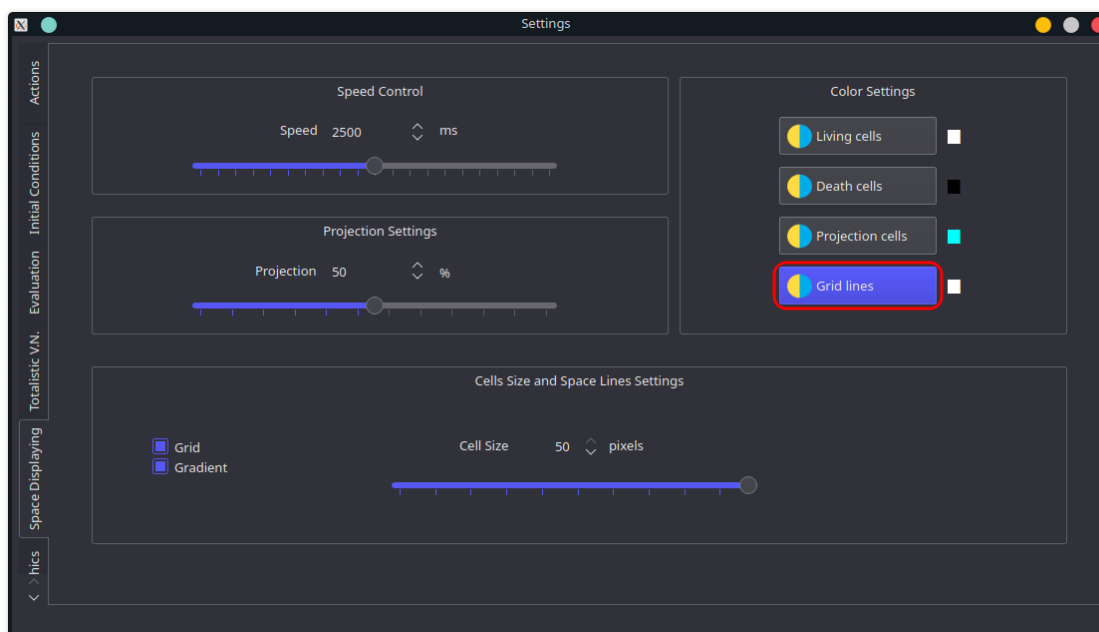 Settings
Actions
Initial Conditions
Evaluation
Totalistic V.N.
Space Displaying
hics
Speed Control
Speed 2500 ms
Projection Settings
Projection 50 %
Color Settings
Living cells
Death cells
Projection cells
Grid lines
Cells Size and Space Lines Settings
Grid
Gradient
Cell Size 50 pixels